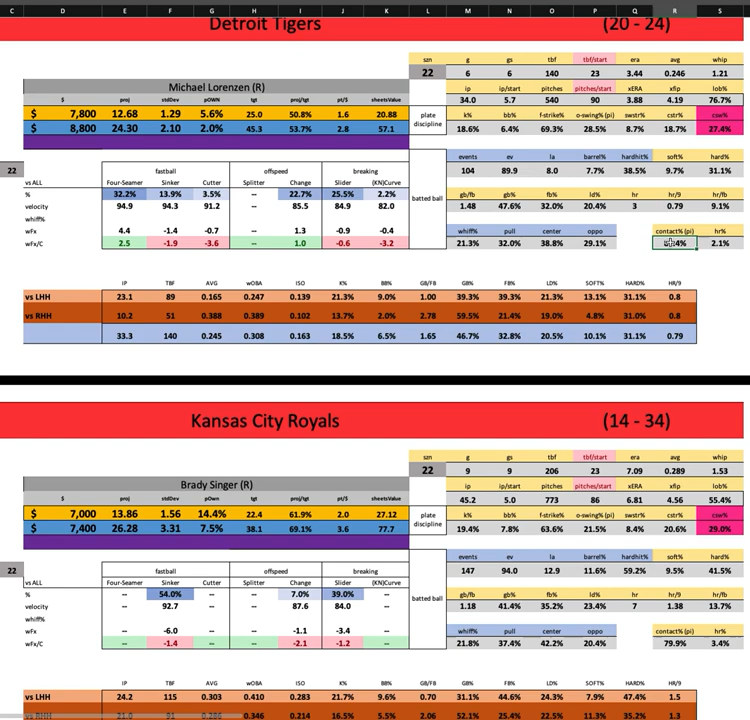 C D E F G H I J K L M N O P Q R S
Detroit Tigers (20 - 24)
szn g gs tbf tbf/start era avg whip
22 6 6 140 23 3.44 0.246 1.21
Michael Lorenzen (R) ip ip/start pitches pitches/start xERA xfip lob%
$ proj stdDev pOWN tgt proj/tgt pt/$ sheetsValue 34.0 5.7 540 90 3.88 4.19 76.7%
$ 7,800 12.68 1.29 5.6% 25.0 50.8% 1.6 20.88 plate discipline k% bb% f-strike% o-swing% (pi) swstr% cstr% csw%
$ 8,800 24.30 2.10 2.0% 45.3 53.7% 2.8 57.1 18.6% 6.4% 69.3% 28.5% 8.7% 18.7% 27.4%
events ev la barrel% hardhit% soft% hard%
22 fastball offspeed breaking 104 89.9 8.0 7.7% 38.5% 9.7% 31.1%
vs ALL Four-Seamer Sinker Cutter Splitter Change Slider (KN)Curve
% 32.2% 13.9% 3.5% -- 22.7% 25.5% 2.2% batted ball gb/fb gb% fb% ld% hr hr/9 hr/fb
velocity 94.9 94.3 91.2 -- 85.5 84.9 82.0 1.48 47.6% 32.0% 20.4% 3 0.79 9.1%
whiff%
wFx 4.4 -1.4 -0.7 1.3 -0.9 -0.4 whiff% pull center oppo contact% (pi) hr%
wFx/C 2.5 -1.9 -3.6 -- 1.0 -0.6 -3.2 21.3% 32.0% 38.8% 29.1% 2.1%
IP TBF AVG wOBA ISO K% BB% GB/FB GB% FB% LD% SOFT% HARD% HR/9
vs LHH 23.1 89 0.165 0.247 0.139 21.3% 9.0% 1.00 39.3% 39.3% 21.3% 13.1% 31.1% 0.8
vs RHH 10.2 51 0.388 0.389 0.102 13.7% 2.0% 2.78 59.5% 21.4% 19.0% 4.8% 31.0% 0.8
33.3 140 0.245 0.308 0.163 18.5% 6.5% 1.65 46.7% 32.8% 20.5% 10.1% 31.1% 0.79
Kansas City Royals (14 - 34)
szn g gs tbf tbf/start era avg whip
22 9 9 206 23 7.09 0.289 1.53
Brady Singer (R) ip ip/start pitches pitches/start xERA xfip lob%
$ proj stdDev pOwn tgt proj/tgt pt/$ sheetsValue 45.2 5.0 773 86 6.81 4.56 55.4%
$ 7,000 13.86 1.56 14.4% 22.4 61.9% 2.0 27.12 plate discipline k% bb% f-strike% o-swing% (pi) swstr% cstr% csw%
$ 7,400 26.28 3.31 7.5% 38.1 69.1% 3.6 77.7 19.4% 7.8% 63.6% 21.5% 8.4% 20.6% 29.0%
events ev la barrel% hardhit% soft% hard%
22 fastball offspeed breaking 147 94.0 12.9 11.6% 59.2% 9.5% 41.5%
vs ALL Four-Seamer Sinker Cutter Splitter Change Slider (KN)Curve
% -- 54.0% -- -- 7.0% 39.0% -- batted ball gb/fb gb% fb% ld% hr hr/9 hr/fb
velocity -- 92.7 -- -- 87.6 84.0 -- 1.18 41.4% 35.2% 23.4% 7 1.38 13.7%
whiff%
wFx -- -6.0 -- -- -1.1 -3.4 -- whiff% pull center oppo contact% (pi) hr%
wFx/C -- -1.4 -- -- -2.1 -1.2 -- 21.8% 37.4% 42.2% 20.4% 79.9% 3.4%
IP TBF AVG wOBA ISO K% BB% GB/FB GB% FB% LD% SOFT% HARD% HR/9
vs LHH 24.2 115 0.303 0.410 0.283 21.7% 9.6% 0.70 31.1% 44.6% 24.3% 7.9% 47.4% 1.5
vs RHH 21.0 91 0.286 0.346 0.214 16.5% 5.5% 2.06 52.1% 25.4% 22.5% 11.3% 35.2% 1.3